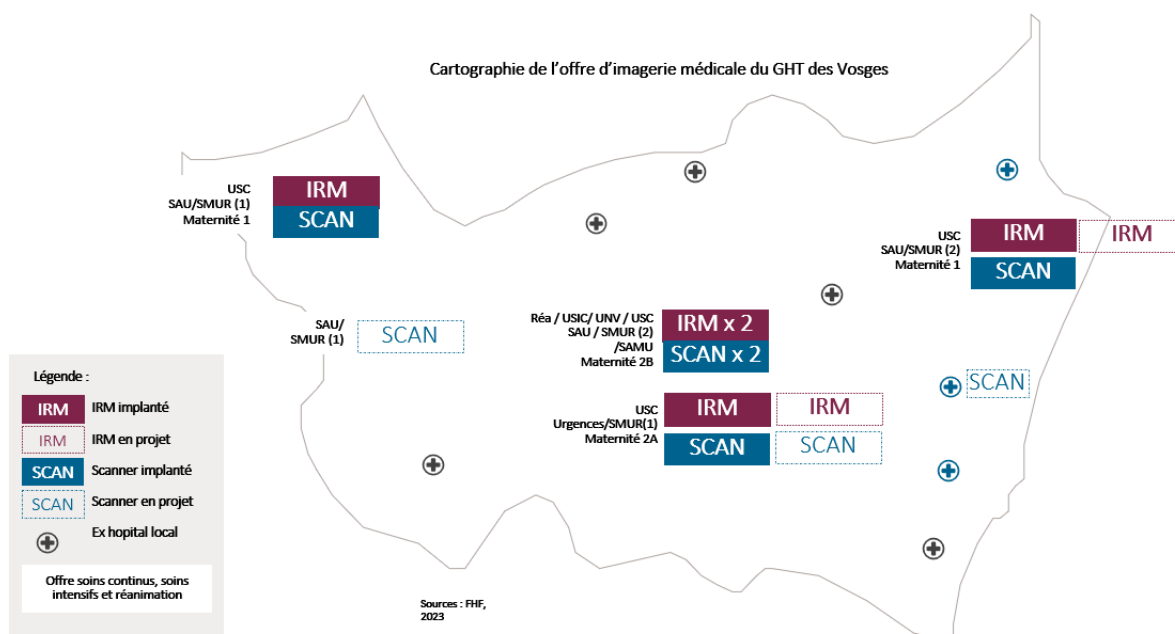 Cartographie de l'offre d'imagerie médicale du GHT des Vosges
USC
SAU/SMUR (1)
Maternité 1
IRM
SCAN
USC
SAU/SMUR (2)
Maternité 1
IRM
IRM
SCAN
SAU/
SMUR (1)
SCAN
Réa / USIC/ UNV / USC
SAU / SMUR (2)
/SAMU
Maternité 2B
IRM x 2
SCAN x 2
SCAN
USC
Urgences/SMUR(1)
Maternité 2A
IRM
IRM
SCAN
SCAN
Légende :
IRM
IRM implanté
IRM
IRM en projet
SCAN
Scanner implanté
SCAN
Scanner en projet
Ex hopital local
Offre soins continus, soins
intensifs et réanimation
Sources : FHF,
2023